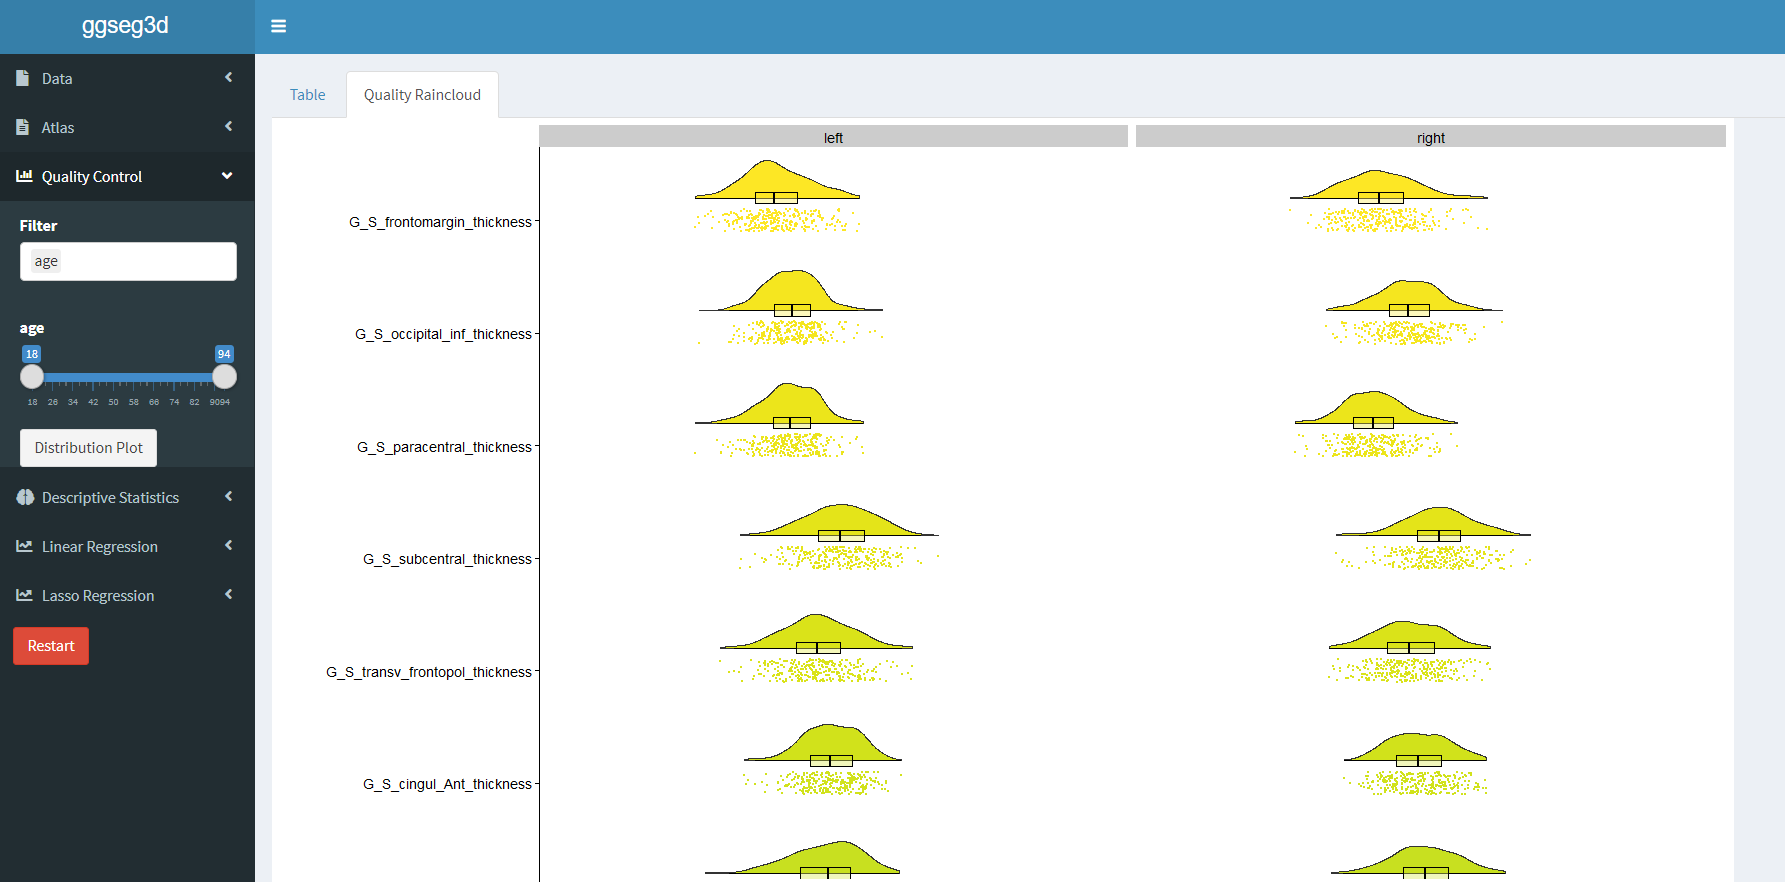 ggseg3d
Data
Atlas
Quality Control
Filter
age
age
18 94
18 26 34 42 50 58 66 74 82 9094
Distribution Plot
Descriptive Statistics
Linear Regression
Lasso Regression
Restart
Table Quality Raincloud
left right
G_S_frontomargin_thickness
G_S_occipital_inf_thickness
G_S_paracentral_thickness
G_S_subcentral_thickness
G_S_transv_frontopol_thickness
G_S_cingul_Ant_thickness